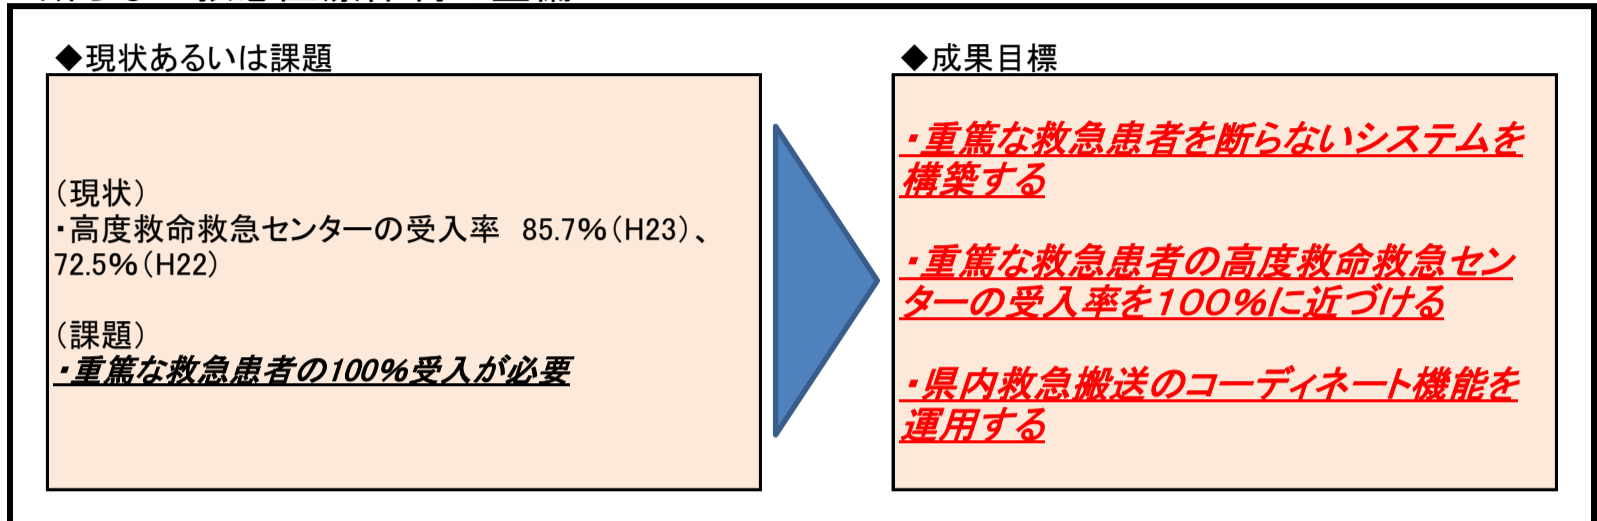 ◆現状あるいは課題
(現状)
・高度救命救急センターの受入率　85.7%(H23)、
72.5%(H22)
(課題)
・重篤な救急患者の100%受入が必要
◆成果目標
・重篤な救急患者を断らないシステムを
構築する
・重篤な救急患者の高度救命救急セン
ターの受入率を１００%に近づける
・県内救急搬送のコーディネート機能を
運用する